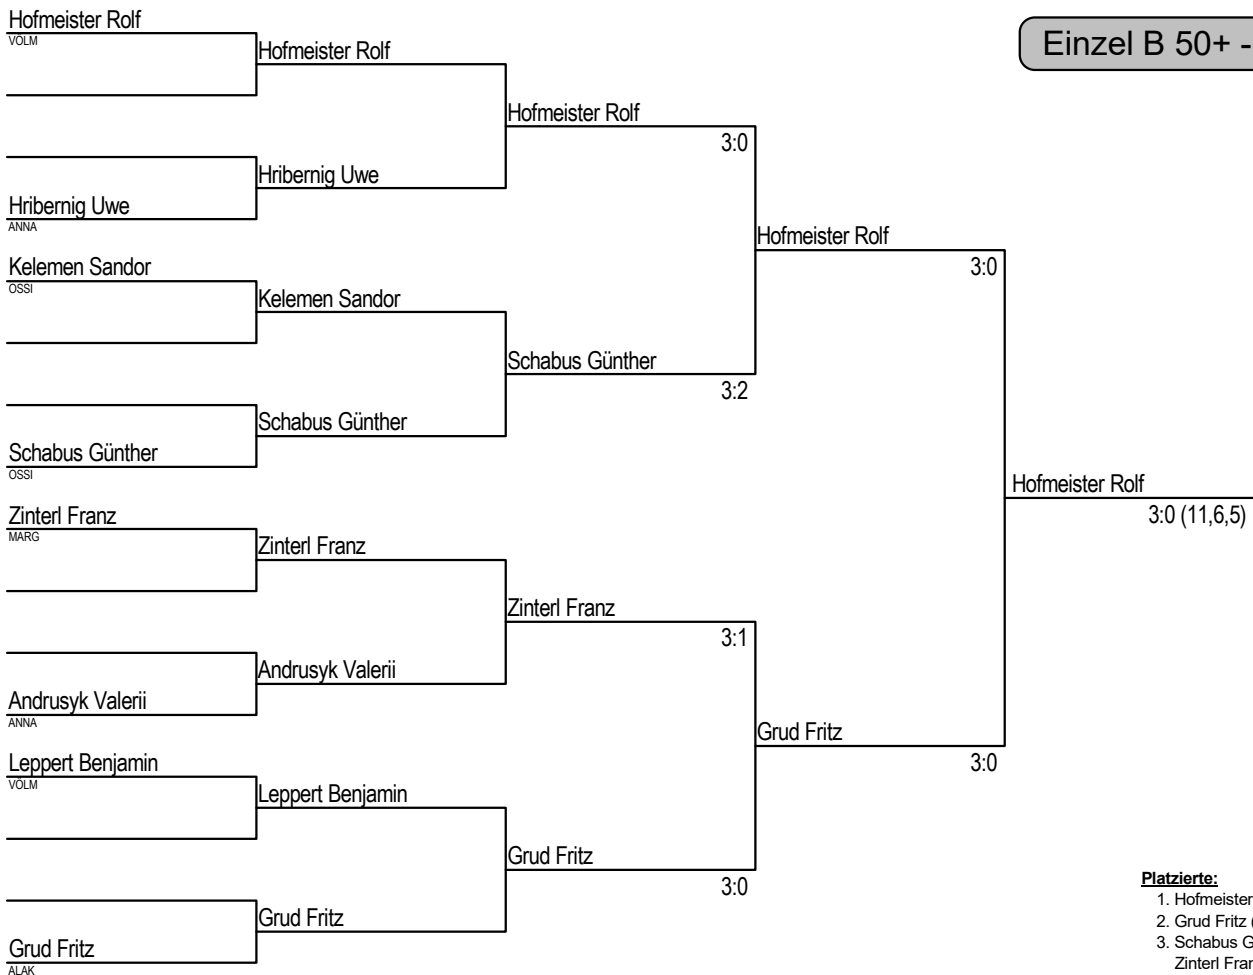 Einzel B 50+ -
Hofmeister Rolf
VÖLM
Hribernig Uwe
ANNA
Kelemen Sandor
OSSI
Schabus Günther
OSSI
Zinterl Franz
MARG
Andrusyk Valerii
ANNA
Leppert Benjamin
VÖLM
Grud Fritz
ALAK
Hofmeister Rolf
Hribernig Uwe
Kelemen Sandor
Schabus Günther
Zinterl Franz
Andrusyk Valerii
Leppert Benjamin
Grud Fritz
Hofmeister Rolf
3:0
Schabus Günther
3:2
Zinterl Franz
3:1
Grud Fritz
3:0
Hofmeister Rolf
3:0
Grud Fritz
3:0
Hofmeister Rolf
3:0 (11,6,5)
Platzierte:
1. Hofmeister
2. Grud Fritz (
3. Schabus G
Zinterl Fran